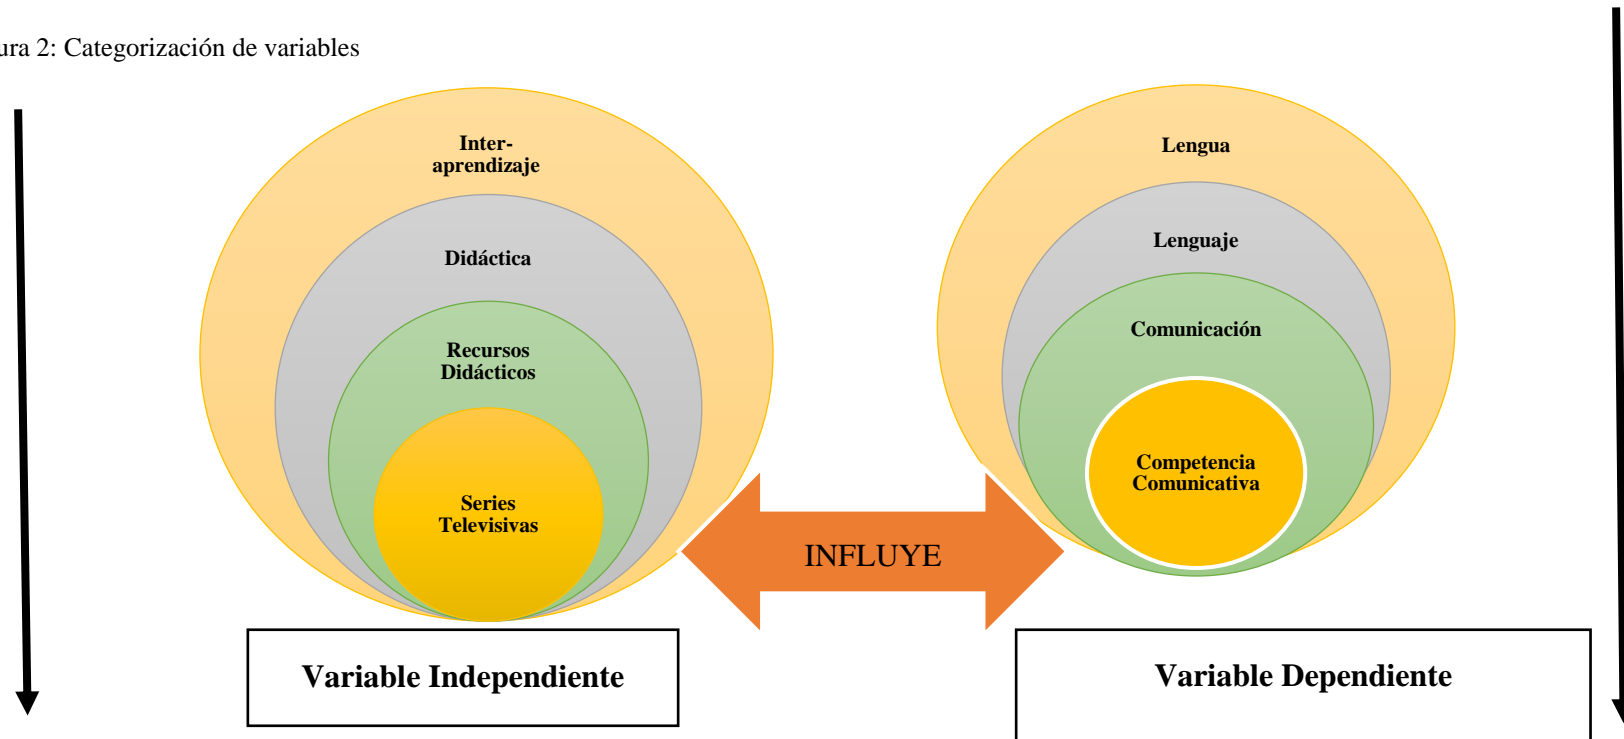 ura 2: Categorización de variables
Inter-
aprendizaje
Didáctica
Recursos
Didácticos
Series
Televisivas
Lengua
Lenguaje
Comunicación
Competencia
Comunicativa
INFLUYE
Variable Independiente
Variable Dependiente